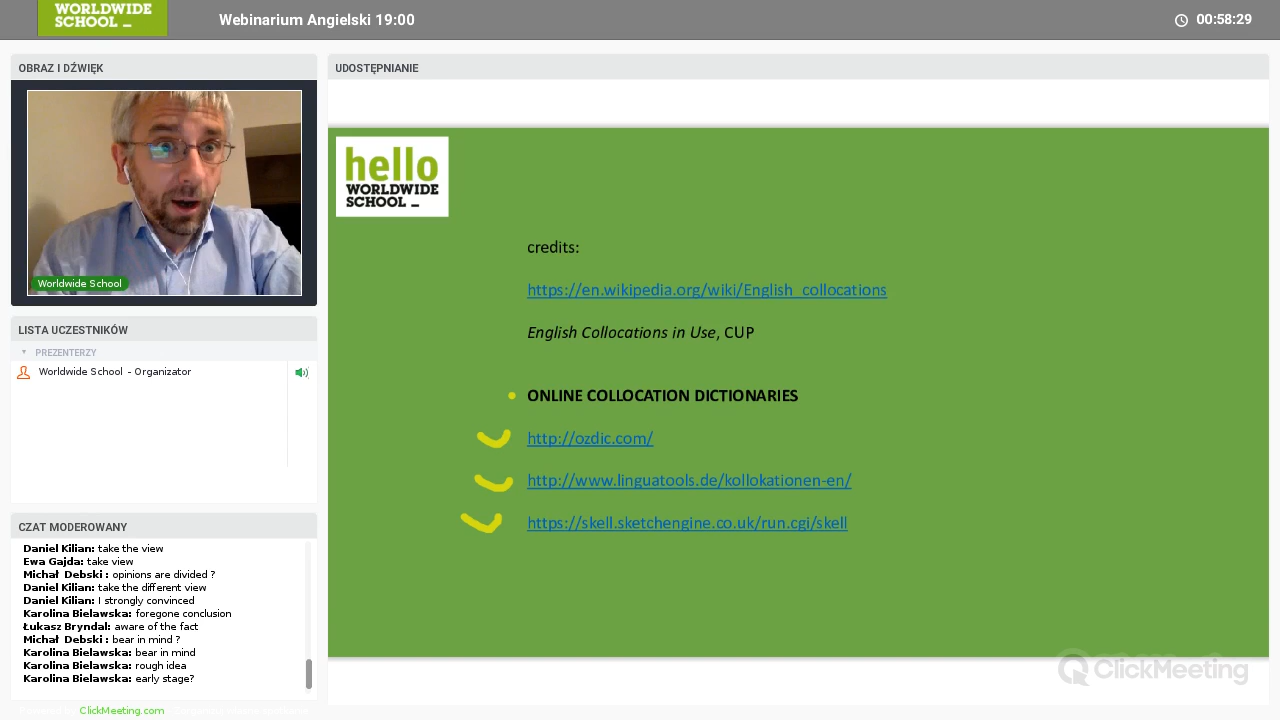 WORLDWIDE
SCHOOL _
Webinarium Angielski 19:00
00:58:29
OBRAZ I DŹWIĘK
Worldwide School
LISTA UCZESTNIKÓW
PREZENTERZY
Worldwide School - Organizator
CZAT MODEROWANY
Daniel Kilian: take the view
Ewa Gajda: take view
Michał Debski : opinions are divided ?
Daniel Kilian: take the different view
Daniel Kilian: I strongly convinced
Karolina Bielawska: foregone conclusion
Łukasz Bryndal: aware of the fact
Michał Debski : bear in mind ?
Karolina Bielawska: bear in mind
Karolina Bielawska: rough idea
Karolina Bielawska: early stage?
ClickMeeting.com
UDOSTĘPNIANIE
hello
WORLDWIDE
SCHOOL _
credits:
https://en.wikipedia.org/wiki/English_collocations
English Collocations in Use, CUP
• ONLINE COLLOCATION DICTIONARIES
http://ozdic.com/
http://www.linguatools.de/kollokationen-en/
https://skell.sketchengine.co.uk/run.cgi/skell
ClickMeeting